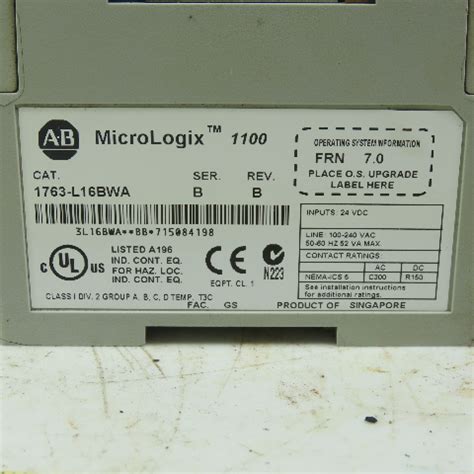 A·B MicroLogix™ 1100
OPERATING SYSTEM INFORMATION
FRN 7.0
PLACE O.S. UPGRADE
LABEL HERE
CAT. SER. REV.
1763-L16BWA B B
3L16BWA**BB*715084198
INPUTS: 24 VDC
LINE: 100-240 VAC
50-60 HZ 52 VA MAX
CONTACT RATINGS:
AC DC
NEMA-ICS 5 C300 R150
See installation instructions
for additional ratings.
C UL US
LISTED A196
IND. CONT. EQ.
FOR HAZ. LOC.
IND. CONT. EQ.
CE
EQPT. CL 1
N223
CLASS I DIV. 2 GROUP A, B, C, D TEMP. T3C
FAC. GS PRODUCT OF SINGAPORE